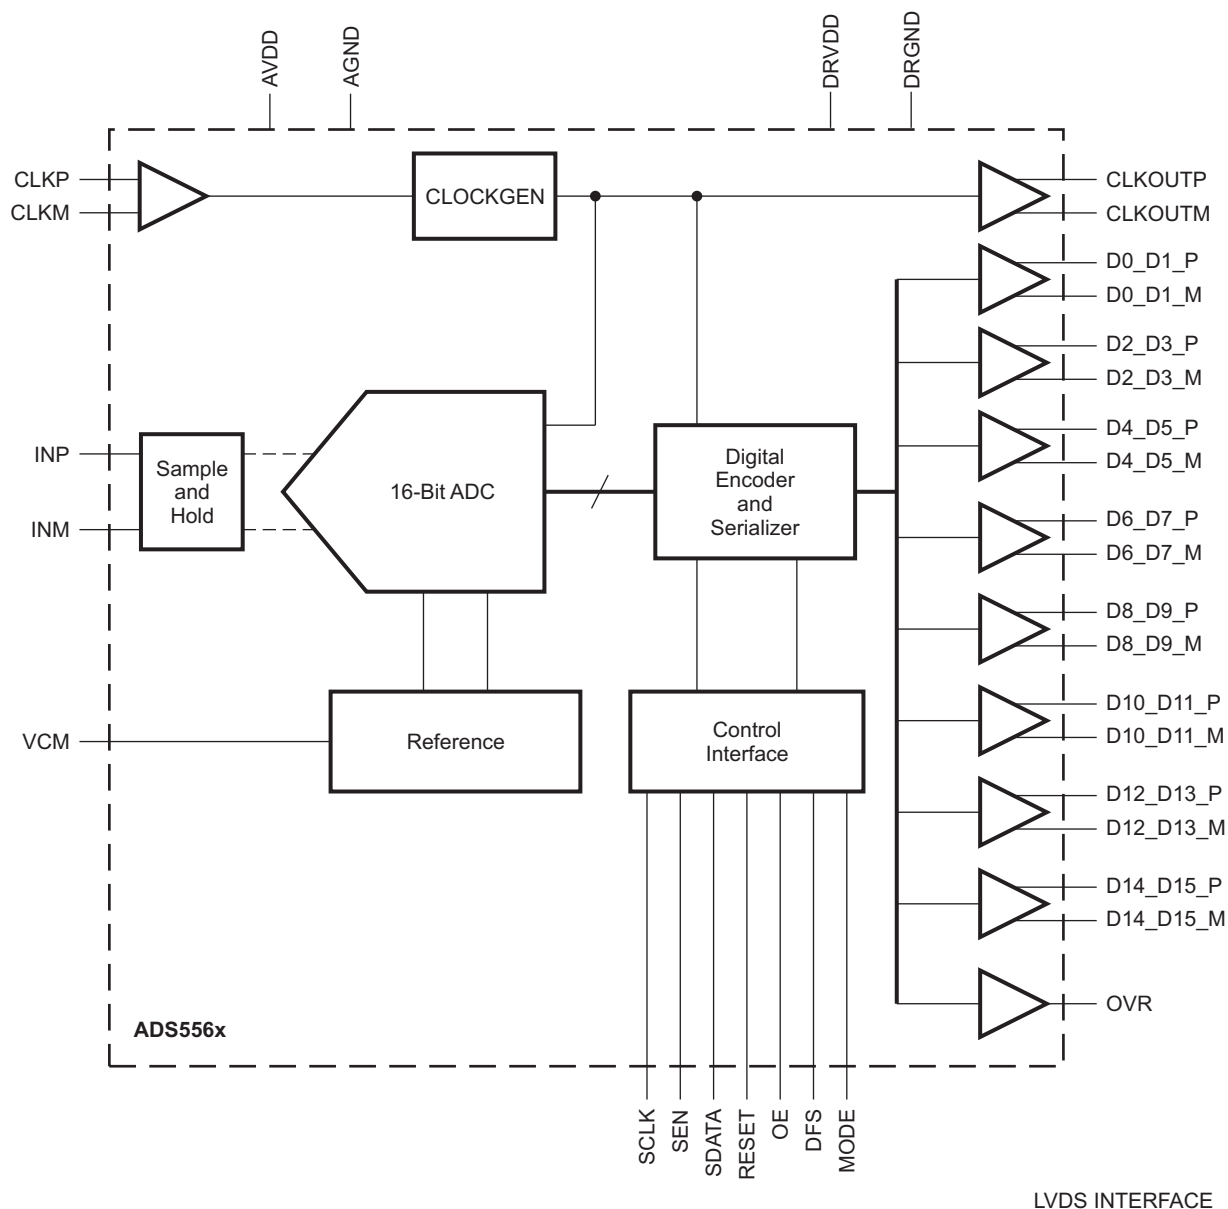 AVDD
AGND
DRVDD
DRGND
CLKP
CLKM
CLOCKGEN
CLKOUTP
CLKOUTM
D0_D1_P
D0_D1_M
D2_D3_P
D2_D3_M
D4_D5_P
D4_D5_M
INP
INM
Sample
and
Hold
16-Bit ADC
Digital
Encoder
and
Serializer
D6_D7_P
D6_D7_M
D8_D9_P
D8_D9_M
VCM
Reference
Control
Interface
D10_D11_P
D10_D11_M
D12_D13_P
D12_D13_M
D14_D15_P
D14_D15_M
OVR
ADS556x
SCLK
SEN
SDATA
RESET
OE
DFS
MODE
LVDS INTERFACE